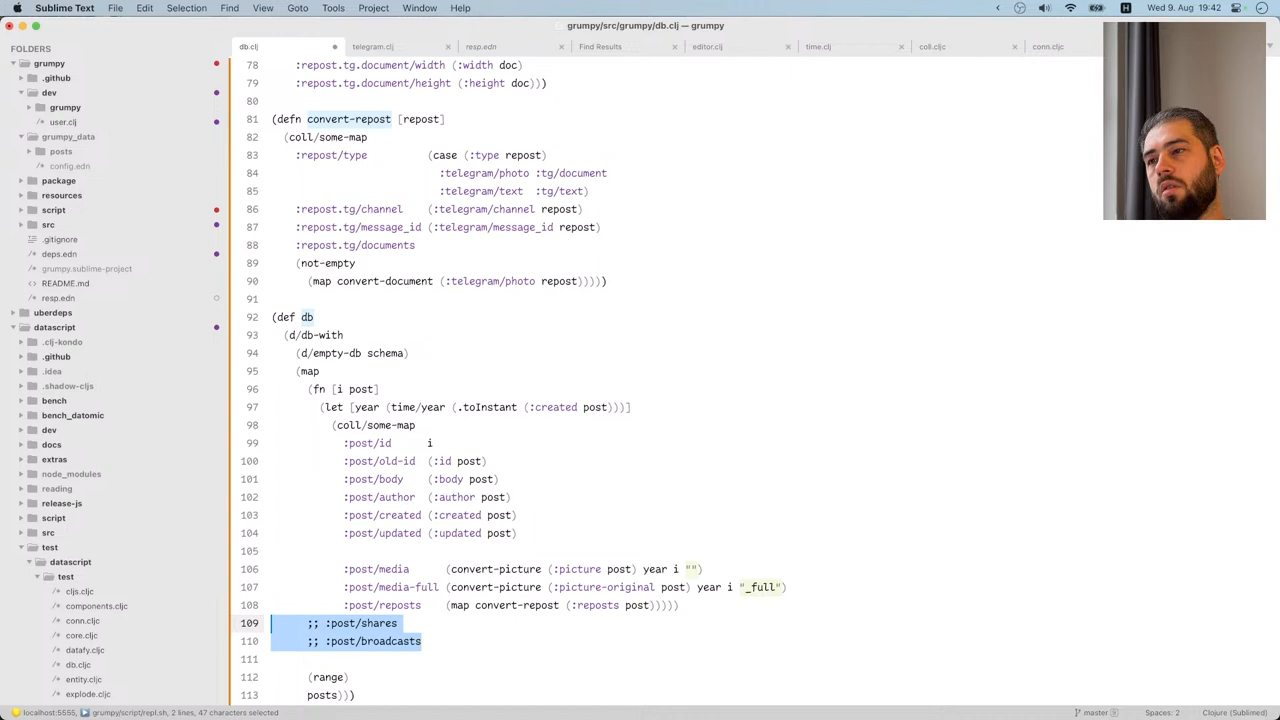 Sublime Text File Edit Selection Find View Goto Tools Project Window Help Wed 9. Aug 19:42
grumpy/src/grumpy/db.clj — grumpy
FOLDERS
grumpy
.github
dev
grumpy
user.clj
grumpy_data
posts
config.edn
package
resources
script
src
.gitignore
deps.edn
grumpy.sublime-project
README.md
resp.edn
uberdeps
datascript
.clj-kondo
.github
.idea
.shadow-cljs
bench
bench_datomic
dev
docs
extras
node_modules
reading
release-js
script
src
test
datascript
test
cljs.cljc
components.cljc
conn.cljc
core.cljc
datafy.cljc
db.cljc
entity.cljc
explode.cljc
db.clj telegram.clj resp.edn Find Results editor.clj time.clj coll.cljc conn.cljc
78 :repost.tg.document/width (:width doc)
79 :repost.tg.document/height (:height doc)))
80
81 (defn convert-repost [repost]
82 (coll/some-map
83 :repost/type (case (:type repost)
84 :telegram/photo :tg/document
85 :telegram/text :tg/text)
86 :repost.tg/channel (:telegram/channel repost)
87 :repost.tg/message_id (:telegram/message_id repost)
88 :repost.tg/documents
89 (not-empty
90 (map convert-document (:telegram/photo repost)))))
91
92 (def db
93 (d/db-with
94 (d/empty-db schema)
95 (map
96 (fn [i post]
97 (let [year (time/year (.toInstant (:created post)))]
98 (coll/some-map
99 :post/id i
100 :post/old-id (:id post)
101 :post/body (:body post)
102 :post/author (:author post)
103 :post/created (:created post)
104 :post/updated (:updated post)
105
106 :post/media (convert-picture (:picture post) year i "")
107 :post/media-full (convert-picture (:picture-original post) year i "_full")
108 :post/reposts (map convert-repost (:reposts post)))))
109 ;; :post/shares
110 ;; :post/broadcasts
111
112 (range)
113 posts)))
localhost:5555, grumpy/script/repl.sh, 2 lines, 47 characters selected master Spaces: 2 Clojure (Sublimed)